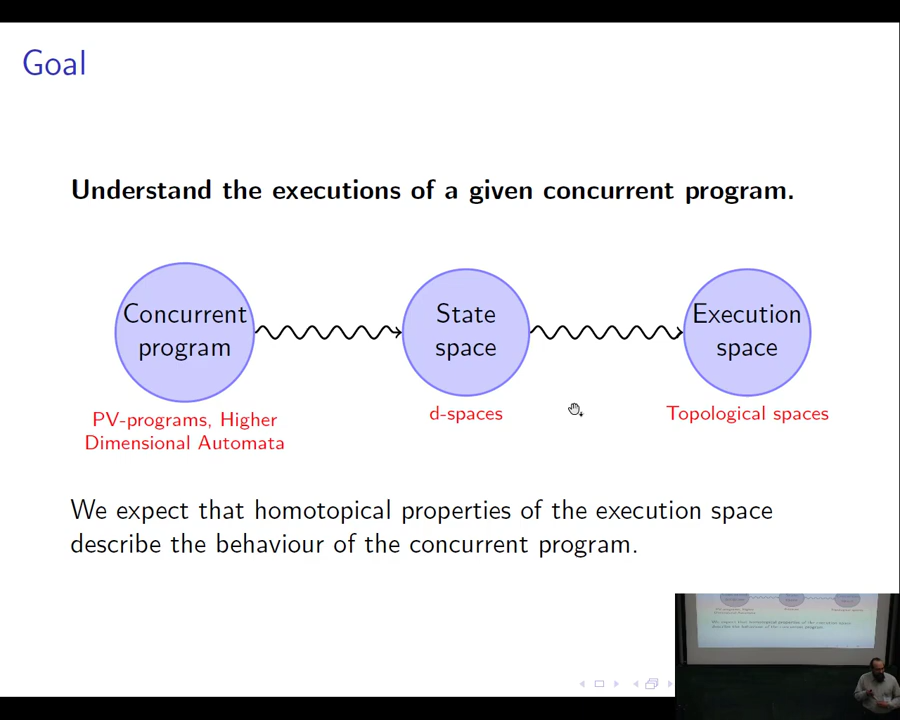 Goal
Understand the executions of a given concurrent program.
Concurrent
program
State
space
Execution
space
PV-programs, Higher
Dimensional Automata
d-spaces
Topological spaces
We expect that homotopical properties of the execution space
describe the behaviour of the concurrent program.